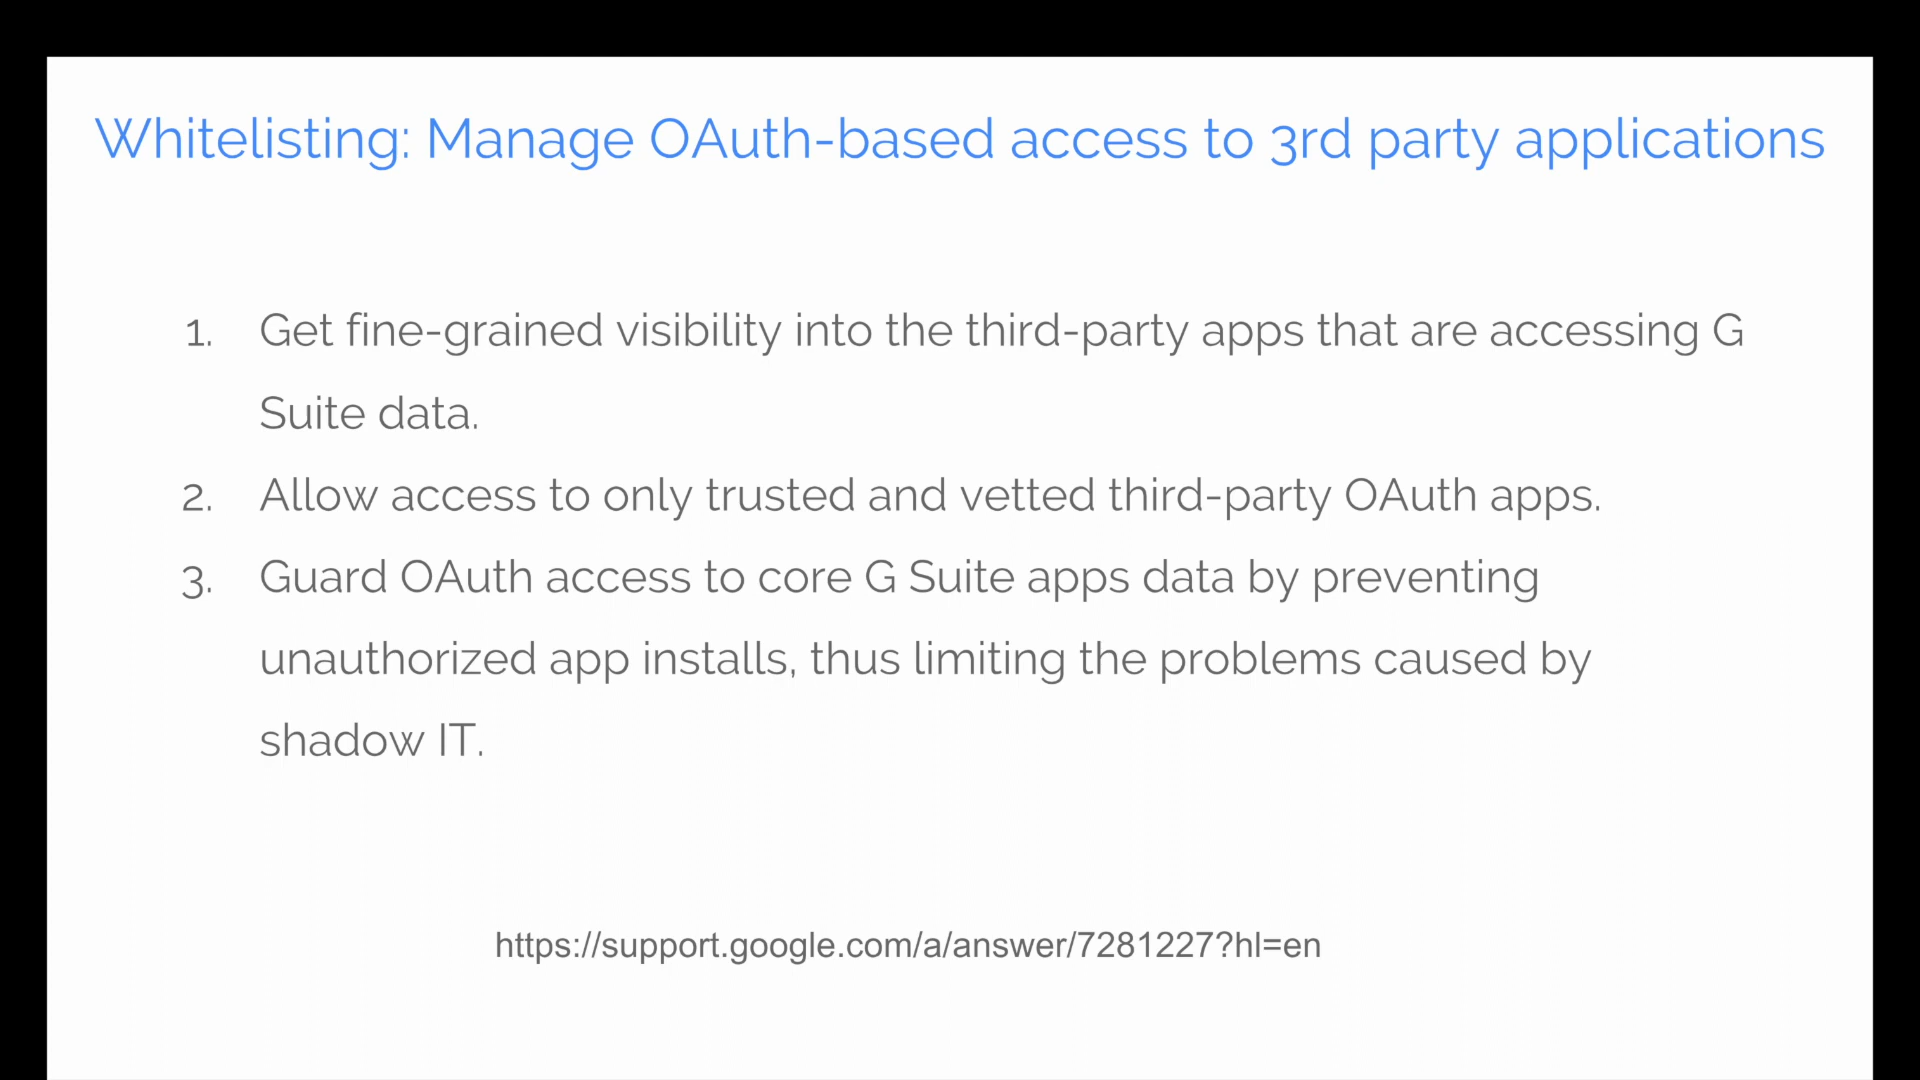 Whitelisting: Manage OAuth-based access to 3rd party applications
1. Get fine-grained visibility into the third-party apps that are accessing G
Suite data.
2. Allow access to only trusted and vetted third-party OAuth apps.
3. Guard OAuth access to core G Suite apps data by preventing
unauthorized app installs, thus limiting the problems caused by
shadow IT.
https://support.google.com/a/answer/7281227?hl=en